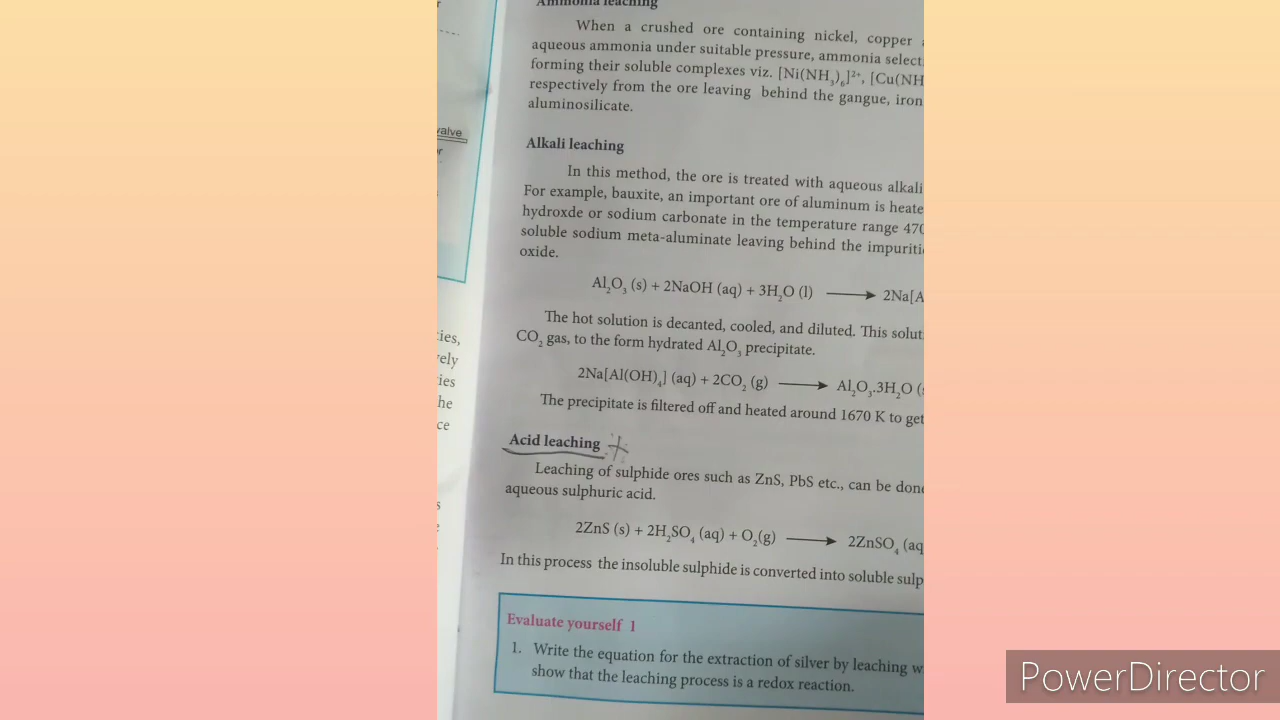 Ammonia leaching
When a crushed ore containing nickel, copper
aqueous ammonia under suitable pressure, ammonia select
forming their soluble complexes viz. [Ni(NH₃)₆]²⁺, [Cu(NH
respectively from the ore leaving behind the gangue, iron
aluminosilicate.
valve
Alkali leaching
In this method, the ore is treated with aqueous alkali
For example, bauxite, an important ore of aluminum is heate
hydroxde or sodium carbonate in the temperature range 470
soluble sodium meta-aluminate leaving behind the impuriti
oxide.
Al₂O₃ (s) + 2NaOH (aq) + 3H₂O (l) ⟶ 2Na[A
The hot solution is decanted, cooled, and diluted. This solut
CO₂ gas, to the form hydrated Al₂O₃ precipitate.
2Na[Al(OH)₄] (aq) + 2CO₂ (g) ⟶ Al₂O₃.3H₂O (s
The precipitate is filtered off and heated around 1670 K to get
ies,
ely
ies
he
ce
Acid leaching
Leaching of sulphide ores such as ZnS, PbS etc., can be done
aqueous sulphuric acid.
2ZnS (s) + 2H₂SO₄ (aq) + O₂(g) ⟶ 2ZnSO₄ (aq
In this process the insoluble sulphide is converted into soluble sulp
Evaluate yourself 1
1. Write the equation for the extraction of silver by leaching w
show that the leaching process is a redox reaction.
PowerDirector